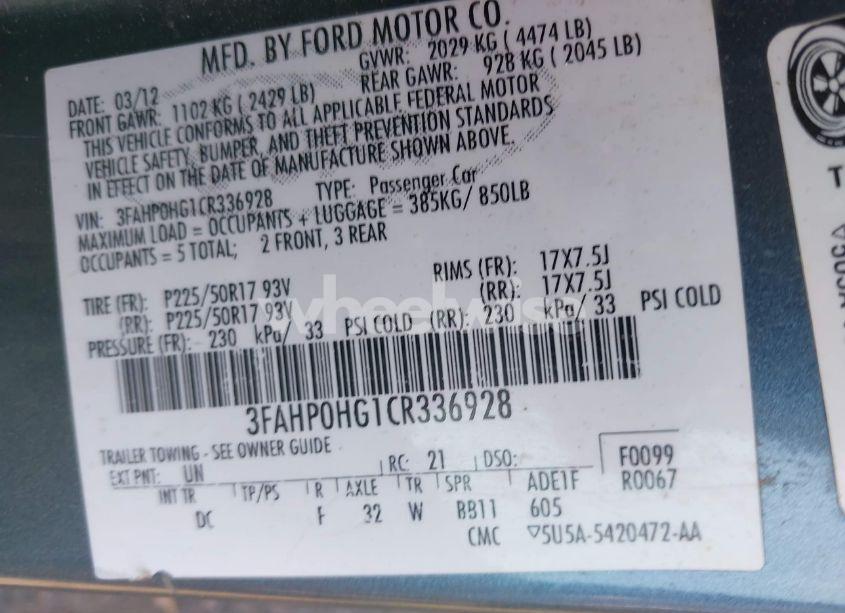 MFD. BY FORD MOTOR CO.
DATE: 03/12 GVWR: 2029 KG ( 4474 LB)
FRONT GAWR: 1102 KG ( 2429 LB) REAR GAWR: 928 KG ( 2045 LB)
THIS VEHICLE CONFORMS TO ALL APPLICABLE FEDERAL MOTOR
VEHICLE SAFETY, BUMPER, AND THEFT PREVENTION STANDARDS
IN EFFECT ON THE DATE OF MANUFACTURE SHOWN ABOVE.
VIN: 3FAHP0HG1CR336928 TYPE: Passenger Car
MAXIMUM LOAD = OCCUPANTS + LUGGAGE = 385KG/ 850LB
OCCUPANTS = 5 TOTAL; 2 FRONT, 3 REAR
TIRE (FR): P225/50R17 93V RIMS (FR): 17X7.5J
(RR): P225/50R17 93V (RR): 17X7.5J
PRESSURE (FR): 230 kPa/ 33 PSI COLD (RR): 230 kPa/ 33 PSI COLD
wheelwise
3FAHP0HG1CR336928
TRAILER TOWING - SEE OWNER GUIDE
EXT PNT: UN RC: 21 DSO: F0099
INT TR TP/PS R AXLE TR SPR ADE1F R0067
DC F 32 W BB11 605
CMC 5U5A-5420472-AA